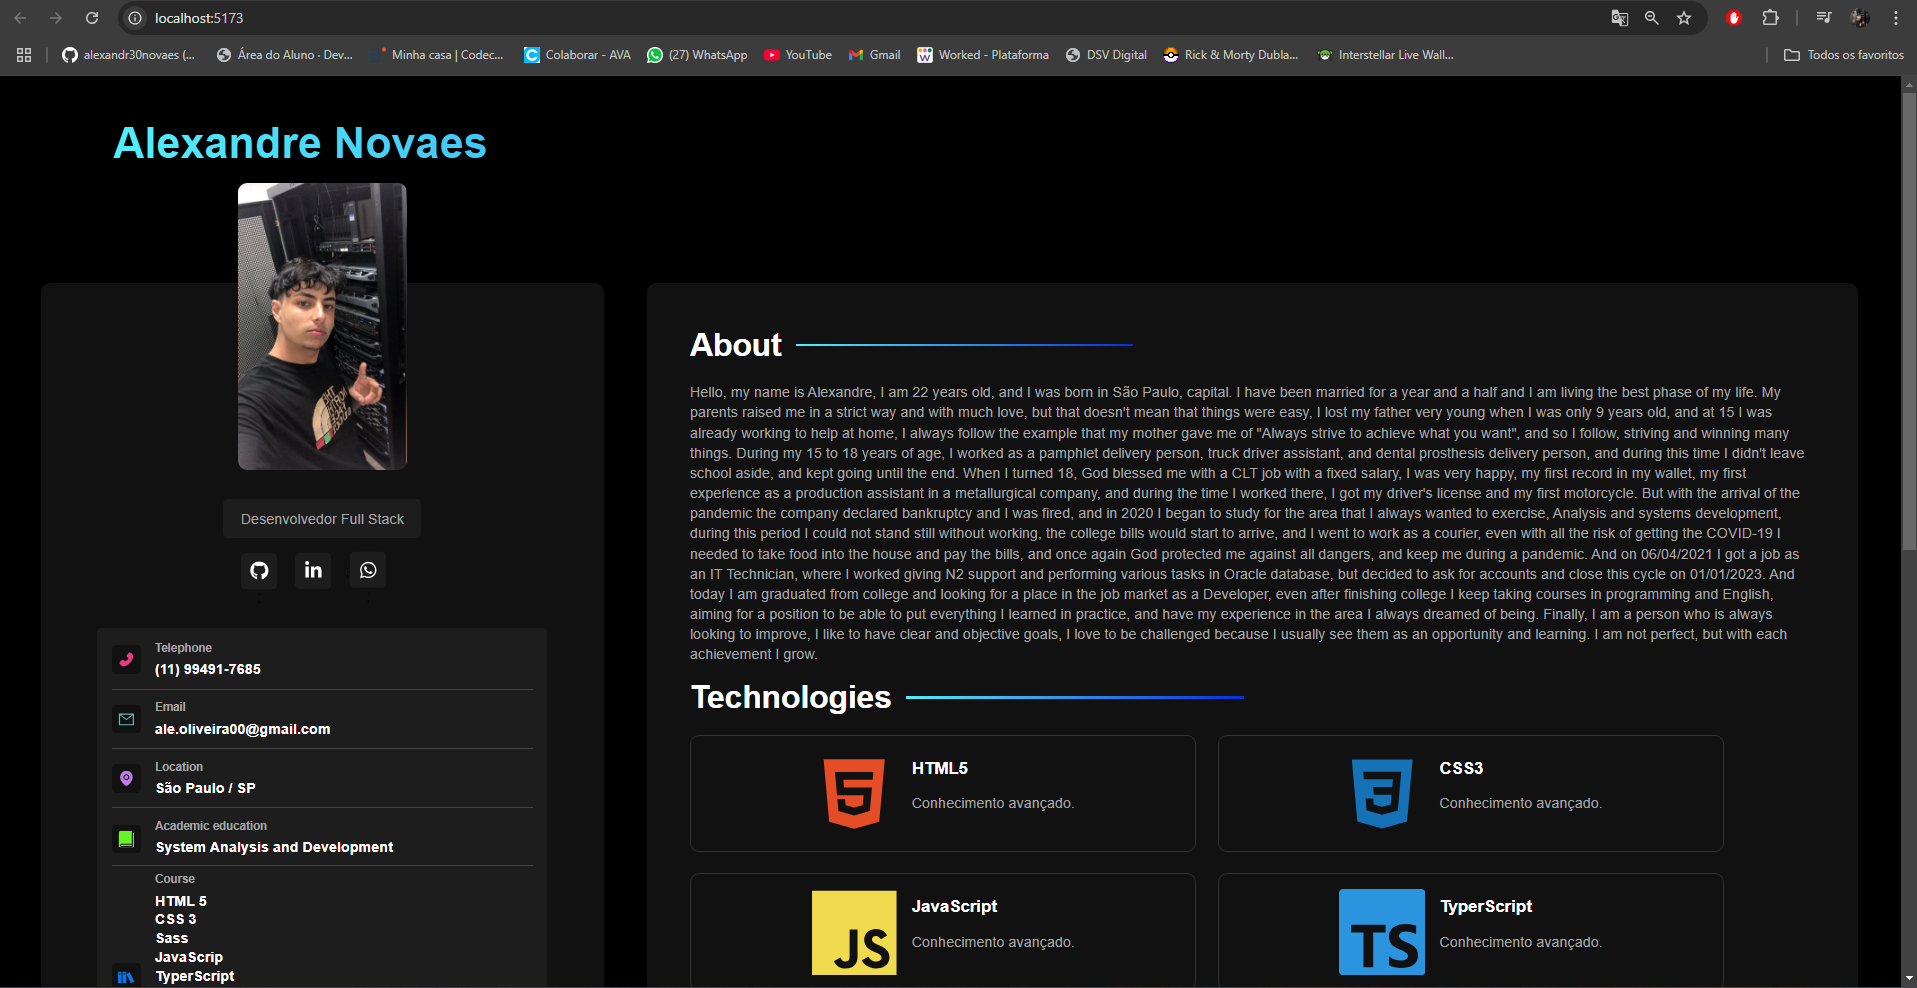 localhost:5173
alexandr30novaes (...
Área do Aluno · Dev...
Minha casa | Codec...
Colaborar - AVA
(27) WhatsApp
YouTube
Gmail
Worked - Plataforma
DSV Digital
Rick & Morty Dubla...
Interstellar Live Wall...
Todos os favoritos
Alexandre Novaes
Desenvolvedor Full Stack
Telephone
(11) 99491-7685
Email
ale.oliveira00@gmail.com
Location
São Paulo / SP
Academic education
System Analysis and Development
Course
HTML 5
CSS 3
Sass
JavaScrip
TyperScript
About
Hello, my name is Alexandre, I am 22 years old, and I was born in São Paulo, capital. I have been married for a year and a half and I am living the best phase of my life. My
parents raised me in a strict way and with much love, but that doesn't mean that things were easy, I lost my father very young when I was only 9 years old, and at 15 I was
already working to help at home, I always follow the example that my mother gave me of "Always strive to achieve what you want", and so I follow, striving and winning many
things. During my 15 to 18 years of age, I worked as a pamphlet delivery person, truck driver assistant, and dental prosthesis delivery person, and during this time I didn't leave
school aside, and kept going until the end. When I turned 18, God blessed me with a CLT job with a fixed salary, I was very happy, my first record in my wallet, my first
experience as a production assistant in a metallurgical company, and during the time I worked there, I got my driver's license and my first motorcycle. But with the arrival of the
pandemic the company declared bankruptcy and I was fired, and in 2020 I began to study for the area that I always wanted to exercise, Analysis and systems development,
during this period I could not stand still without working, the college bills would start to arrive, and I went to work as a courier, even with all the risk of getting the COVID-19 I
needed to take food into the house and pay the bills, and once again God protected me against all dangers, and keep me during a pandemic. And on 06/04/2021 I got a job as
an IT Technician, where I worked giving N2 support and performing various tasks in Oracle database, but decided to ask for accounts and close this cycle on 01/01/2023. And
today I am graduated from college and looking for a place in the job market as a Developer, even after finishing college I keep taking courses in programming and English,
aiming for a position to be able to put everything I learned in practice, and have my experience in the area I always dreamed of being. Finally, I am a person who is always
looking to improve, I like to have clear and objective goals, I love to be challenged because I usually see them as an opportunity and learning. I am not perfect, but with each
achievement I grow.
Technologies
HTML5
Conhecimento avançado.
CSS3
Conhecimento avançado.
JS
JavaScript
Conhecimento avançado.
TS
TyperScript
Conhecimento avançado.